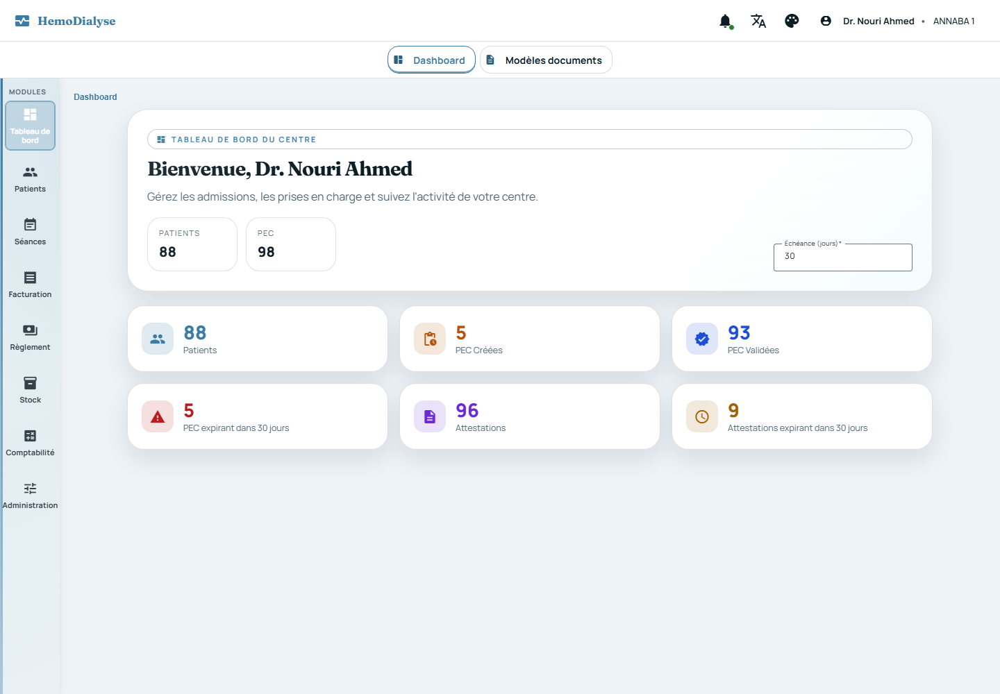 HemoDialyse
Dr. Nouri Ahmed • ANNABA 1
Dashboard
Modèles documents
MODULES
Tableau de
bord
Patients
Séances
Facturation
Règlement
Stock
Comptabilité
Administration
Dashboard
TABLEAU DE BORD DU CENTRE
Bienvenue, Dr. Nouri Ahmed
Gérez les admissions, les prises en charge et suivez l'activité de votre centre.
PATIENTS
88
PEC
98
Échéance (jours) *
30
88
Patients
5
PEC Créées
93
PEC Validées
5
PEC expirant dans 30 jours
96
Attestations
9
Attestations expirant dans 30 jours